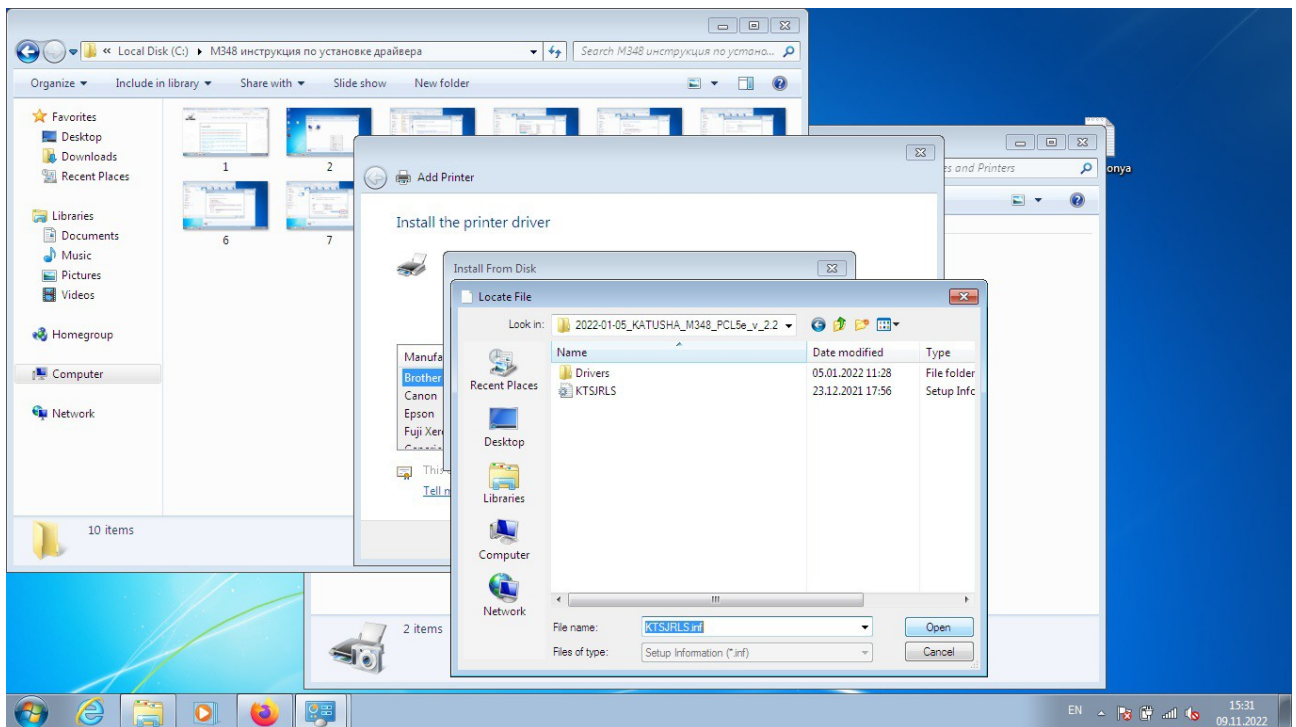 « Local Disk (C:) ▸ M348 инструкция по установке драйвера
Search M348 инструкция по устано...
Organize
Include in library
Share with
Slide show
New folder
Favorites
Desktop
Downloads
Recent Places
Libraries
Documents
Music
Pictures
Videos
Homegroup
Computer
Network
1
2
6
7
10 items
onya
es and Printers
2 items
Add Printer
Install the printer driver
Manufa
Brother
Canon
Epson
Fuji Xer
This
Tell m
Install From Disk
Locate File
Look in:
2022-01-05_KATUSHA_M348_PCL5e_v_2.2
Recent Places
Desktop
Libraries
Computer
Network
Name
Date modified
Type
Drivers
05.01.2022 11:28
File folder
KTSJRLS
23.12.2021 17:56
Setup Infc
File name:
KTSJRLS.inf
Open
Files of type:
Setup Information (*.inf)
Cancel
EN
15:31
09.11.2022